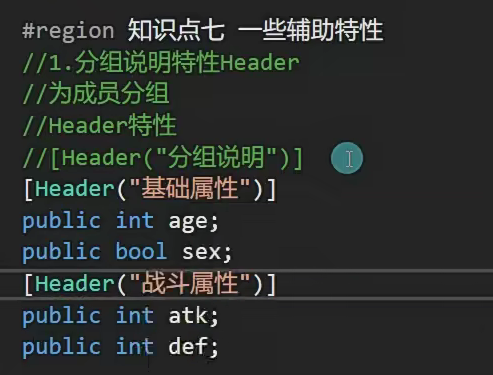 #region 知识点七 一些辅助特性
//1.分组说明特性Header
//为成员分组
//Header特性
//[Header("分组说明")]
[Header("基础属性")]
public int age;
public bool sex;
[Header("战斗属性")]
public int atk;
public int def;